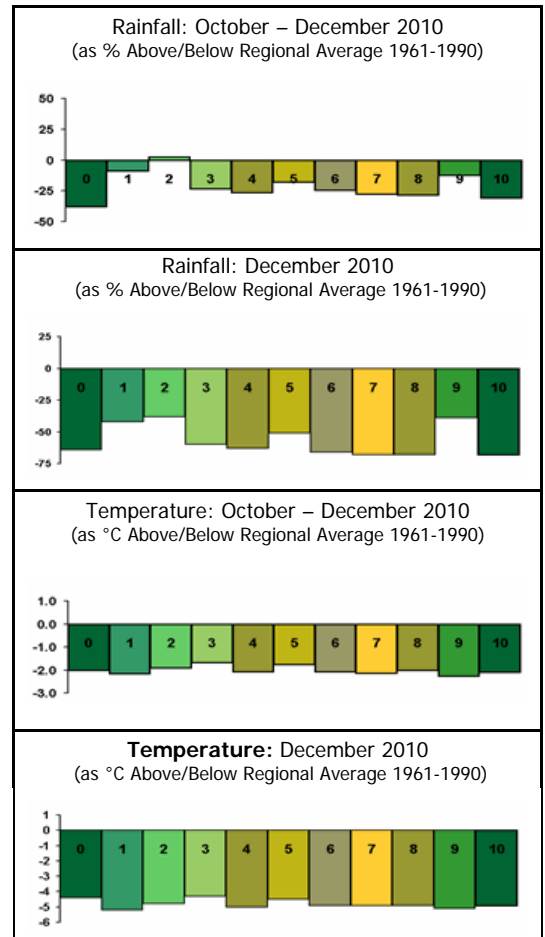 Rainfall: October – December 2010
(as % Above/Below Regional Average 1961-1990)
50
25
0
-25
-50
0 1 2 3 4 5 6 7 8 9 10
Rainfall: December 2010
(as % Above/Below Regional Average 1961-1990)
25
0
-25
-50
-75
0 1 2 3 4 5 6 7 8 9 10
Temperature: October – December 2010
(as °C Above/Below Regional Average 1961-1990)
1.0
0.0
-1.0
-2.0
-3.0
0 1 2 3 4 5 6 7 8 9 10
Temperature: December 2010
(as °C Above/Below Regional Average 1961-1990)
1
0
-1
-2
-3
-4
-5
-6
0 1 2 3 4 5 6 7 8 9 10